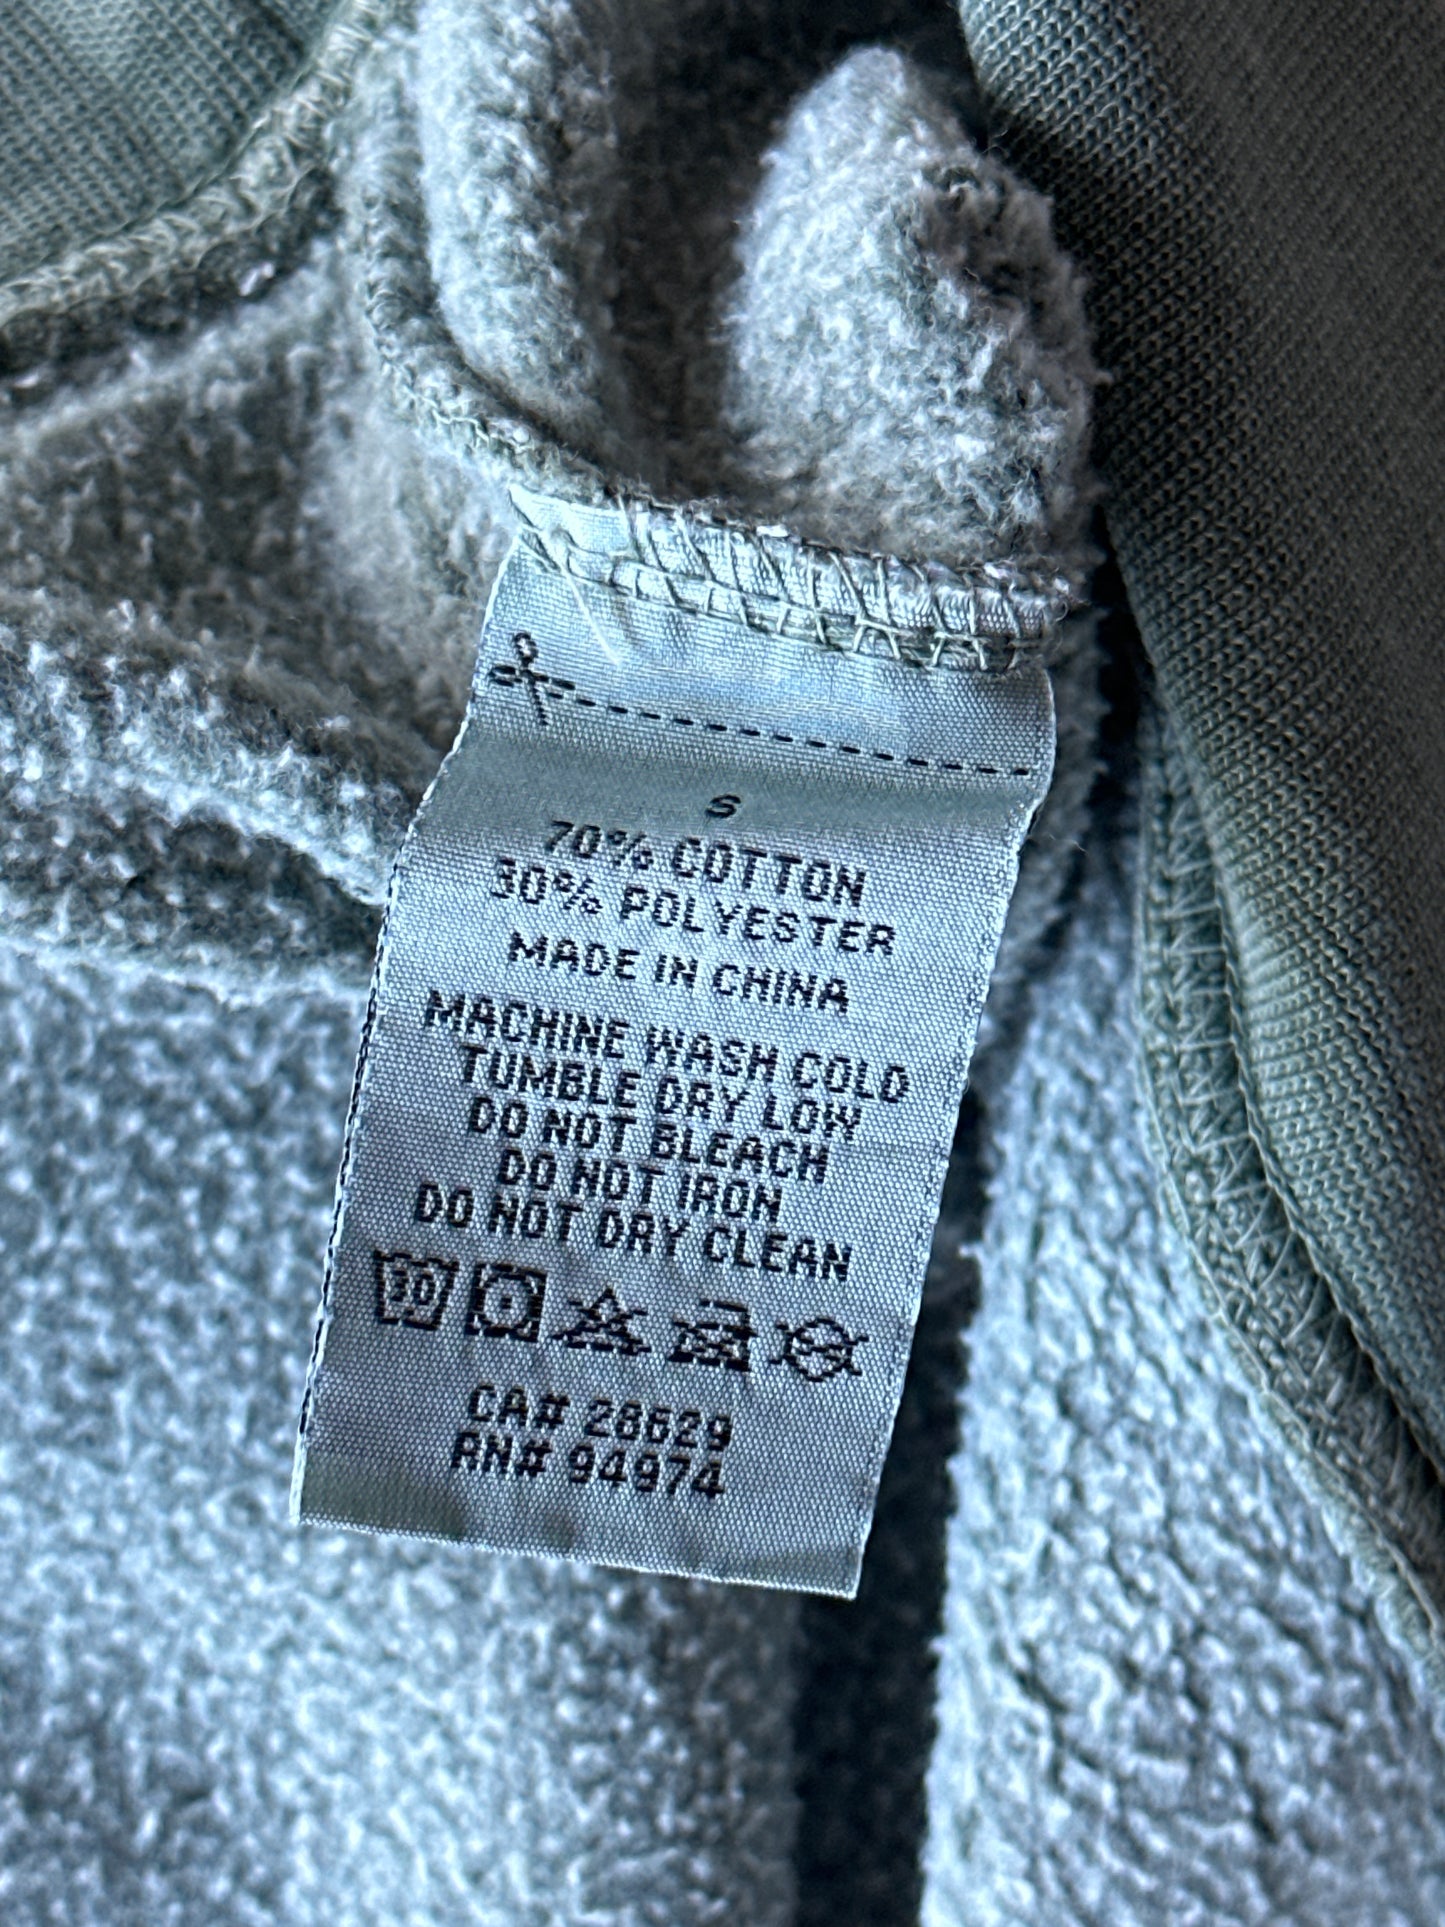 S
70% COTTON
30% POLYESTER
MADE IN CHINA
MACHINE WASH COLD
TUMBLE DRY LOW
DO NOT BLEACH
DO NOT IRON
DO NOT DRY CLEAN
30
CA# 28629
RN# 94974